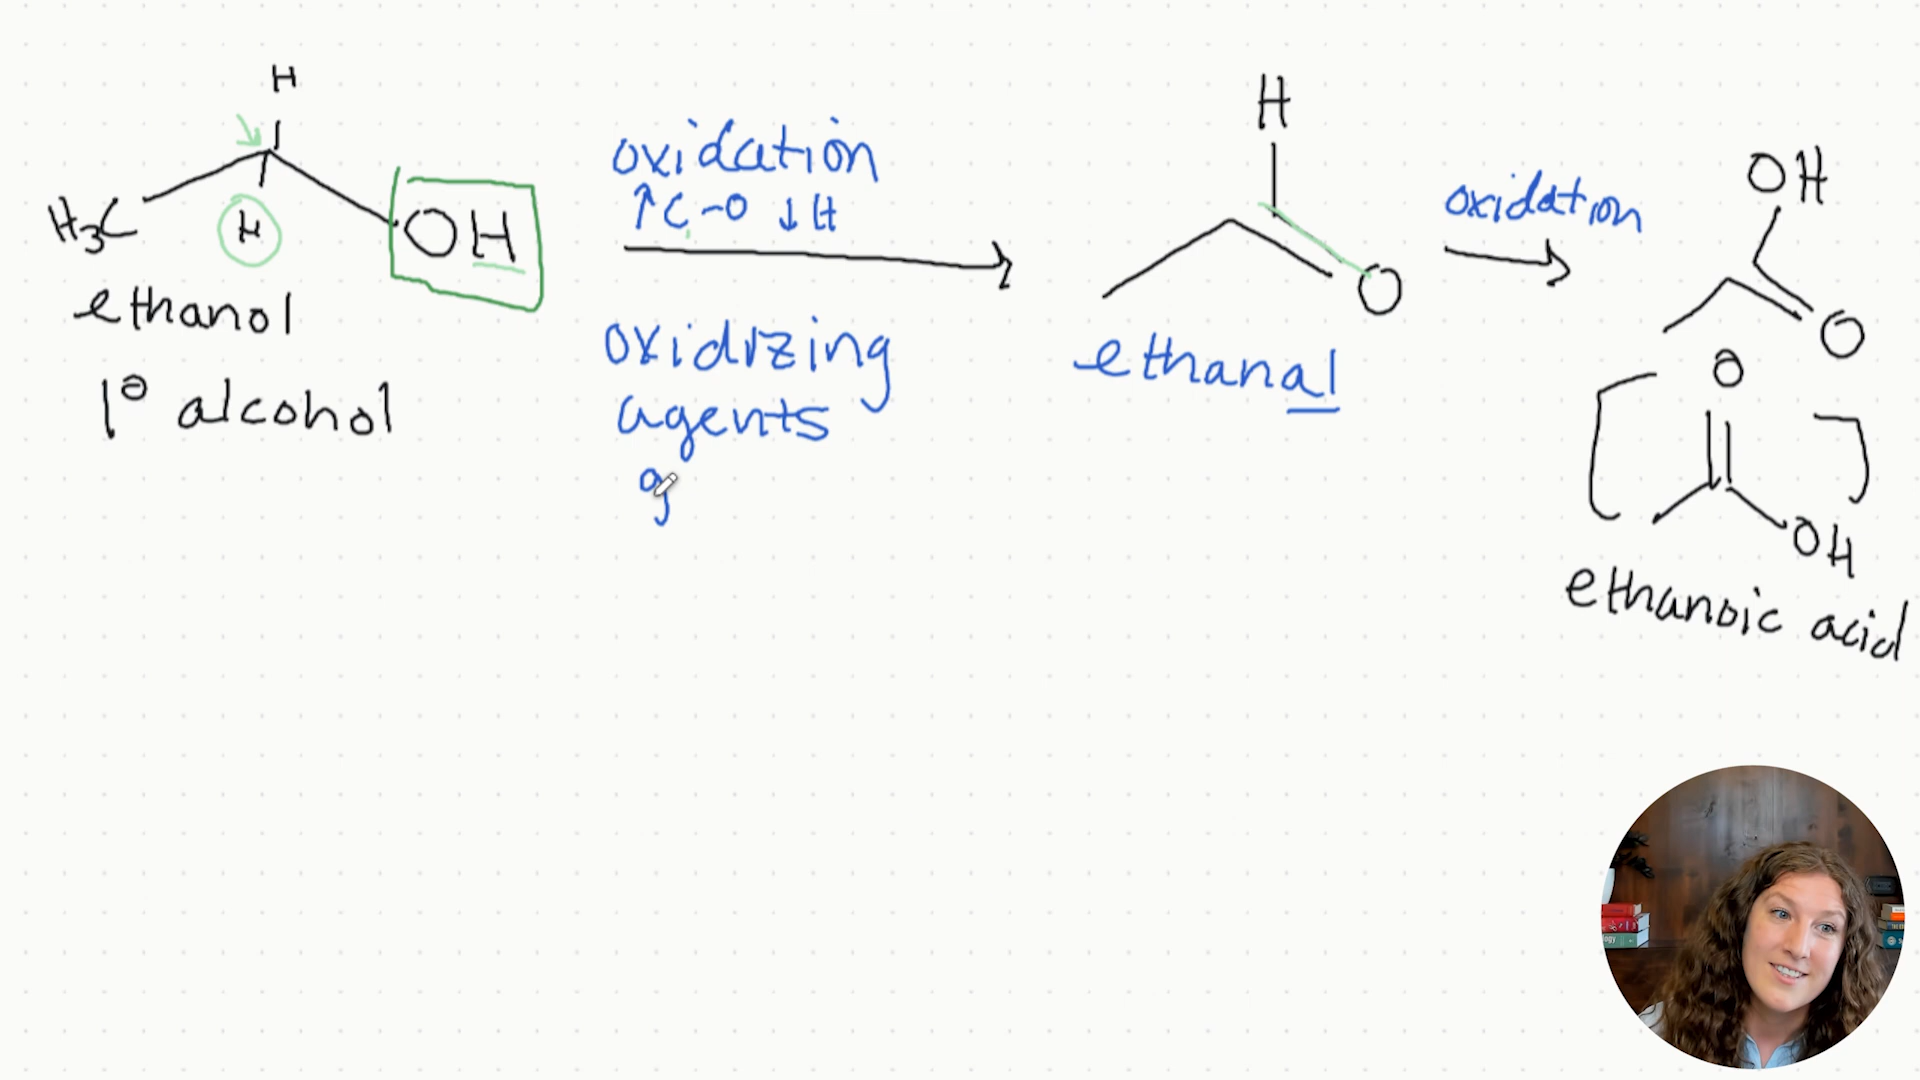 H
H₃C
H
OH
ethanol
1° alcohol
oxidation
↑C-O ↓H
oxidizing
agents
g
H
O
ethanal
oxidation
OH
O
O
OH
ethanoic acid